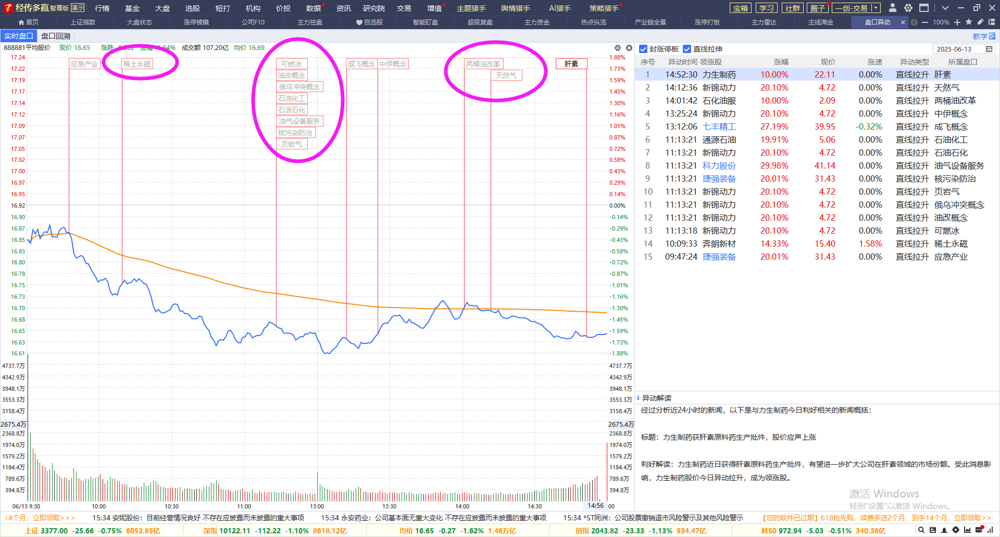 经传多赢 智尊版 演示 行情 基金 大盘 选股 短打 机构 价投 数据 资讯 研究院 交易 增值 主题猎手 舆情猎手 AI猎手 策略猎手 宝箱 学习 社群 圈子 一创-交易
首页 上证指数 大盘状态 涨停棱镜 公司F10 主力控盘 自选股 智能盯盘 超级复盘 主力资金 热点纵览 产业链全景 涨停打板 主力雷达 主线淘金 盘口异动 × 100%
实时盘口 盘口回溯 教学
888881平均股价 现价 16.65 成交额 107.20亿 均价 16.69
封涨停板 直线拉伸 2025-06-13
序号 异动时间 领涨股 涨幅 现价 涨速 异动类型 所属盘口
1 14:52:30 力生制药 10.00% 22.11 0.00% 直线拉升 肝素
2 14:12:36 新锦动力 20.10% 4.72 0.00% 直线拉升 天然气
3 14:01:42 石化油服 10.00% 2.09 0.00% 直线拉升 两桶油改革
4 13:25:24 新锦动力 20.10% 4.72 0.00% 直线拉升 中伊概念
5 13:12:06 七丰精工 27.19% 39.95 -0.32% 直线拉升 成飞概念
6 11:13:21 通源石油 19.91% 5.06 0.00% 直线拉升 石油化工
7 11:13:21 新锦动力 20.10% 4.72 0.00% 直线拉升 石油石化
8 11:13:21 科力股份 29.98% 41.14 0.00% 直线拉升 油气设备服务
9 11:13:21 捷强装备 20.01% 31.43 0.00% 直线拉升 核污染防治
10 11:13:21 新锦动力 20.10% 4.72 0.00% 直线拉升 页岩气
11 11:13:21 新锦动力 20.10% 4.72 0.00% 直线拉升 俄乌冲突概念
12 11:13:21 新锦动力 20.10% 4.72 0.00% 直线拉升 油改概念
13 11:13:18 新锦动力 20.10% 4.72 0.00% 直线拉升 可燃冰
14 10:09:33 奔朗新材 14.33% 15.40 1.58% 直线拉升 稀土永磁
15 09:47:24 捷强装备 20.01% 31.43 0.00% 直线拉升 应急产业
应急产业 稀土永磁 可燃冰 成飞概念 中伊概念 两桶油改革 肝素
油改概念 天然气
俄乌冲突概念
石油化工
石油石化
油气设备服务
核污染防治
页岩气
17.24 1.88%
17.22 1.73%
17.19 1.59%
17.17 1.45%
17.14 1.30%
17.12 1.16%
17.09 1.01%
17.07 0.87%
17.05 0.72%
17.02 0.58%
17.00 0.43%
16.97 0.29%
16.95 0.14%
16.92 0.00%
16.90 -0.14%
16.87 -0.29%
16.85 -0.43%
16.83 -0.58%
16.80 -0.72%
16.78 -0.87%
16.75 -1.01%
16.73 -1.16%
16.70 -1.30%
16.68 -1.45%
16.65 -1.59%
16.63 -1.73%
16.61 -1.88%
4737.7万 4737.7万
4342.9万 4342.9万
3948.1万 3948.1万
3553.3万 3553.3万
3158.4万 3158.4万
2675.4万 2675.4万
2368.8万 2368.8万
1974.0万 1974.0万
1579.2万 1579.2万
1184.4万 1184.4万
789.6万 789.6万
394.8万 394.8万
06/13 9:30 10:00 10:30 11:00 13:00 13:30 14:00 14:30 14:56 00
异动解读
经过分析近24小时的新闻，以下是与力生制药今日利好相关的新闻概括：
标题：力生制药获肝素原料药生产批件，股价应声上涨
利好解读：力生制药近日获得肝素原料药生产批件，有望进一步扩大公司在肝素领域的市场份额。受此消息影
响，力生制药股价今日异动拉升，成为领涨股。
激活 Windows
转到“设置”以激活 Windows。
14个月，立即领取>>> 15:34 安妮股份：目前经营情况良好 不存在应披露而未披露的重大事项 15:34 永安药业：公司基本面无重大变化 不存在应披露而未披露的重大事项 15:34 *ST同洲：公司股票撤销退市风险警示及其他风险警示 【您的软件已过期】618抢先购，续费多送2个月，到手14个月，立即领取>>
上证 3377.00 -25.66 -0.75% 6053.85亿 深指 10122.11 -112.22 -1.10% 8618.12亿 均价 16.65 -0.27 -1.62% 1.46万亿 创指 2043.82 -23.33 -1.13% 934.47亿 科50 972.94 -5.03 -0.51% 340.36亿